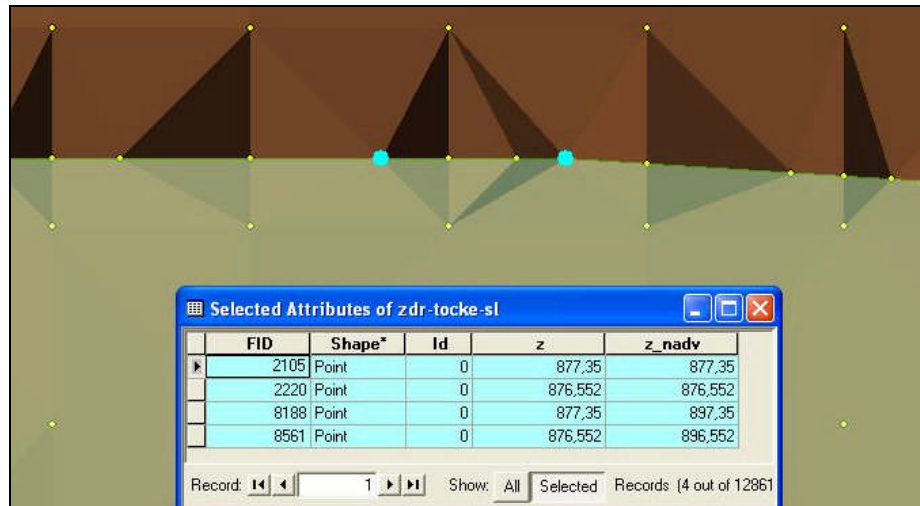 Selected Attributes of zdr-tocke-sl
FID Shape* Id z z_nadv
2105 Point 0 877,35 877,35
2220 Point 0 876,552 876,552
8188 Point 0 877,35 897,35
8561 Point 0 876,552 896,552
Record: 1 Show: All Selected Records (4 out of 12861